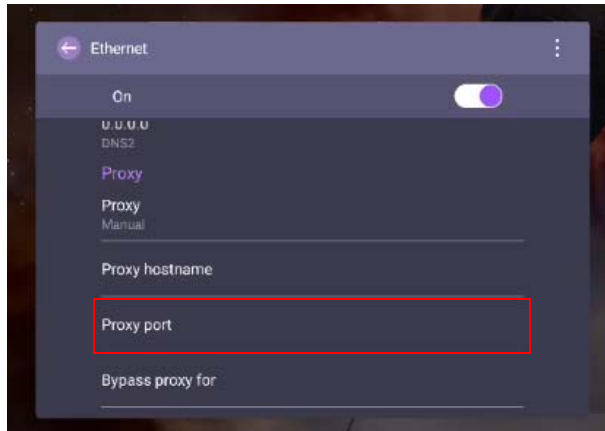 Ethernet
On
0.0.0.0
DNS2
Proxy
Proxy
Manual
Proxy hostname
Proxy port
Bypass proxy for